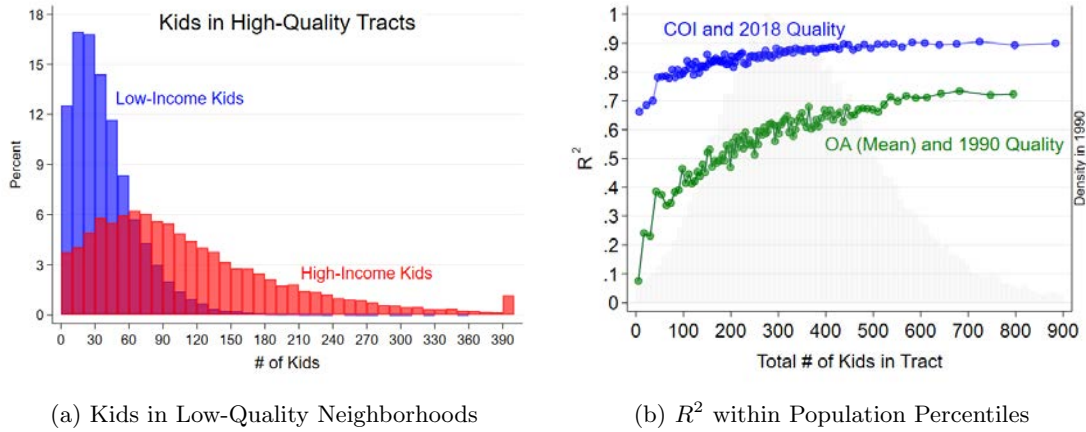 Kids in High-Quality Tracts
18
15
12
9
6
3
0
Percent
Low-Income Kids
High-Income Kids
0 30 60 90 120 150 180 210 240 270 300 330 360 390
# of Kids
(a) Kids in Low-Quality Neighborhoods
COI and 2018 Quality
1
.9
.8
.7
.6
.5
.4
.3
.2
.1
0
R²
OA (Mean) and 1990 Quality
Density in 1990
0 100 200 300 400 500 600 700 800 900
Total # of Kids in Tract
(b) R² within Population Percentiles